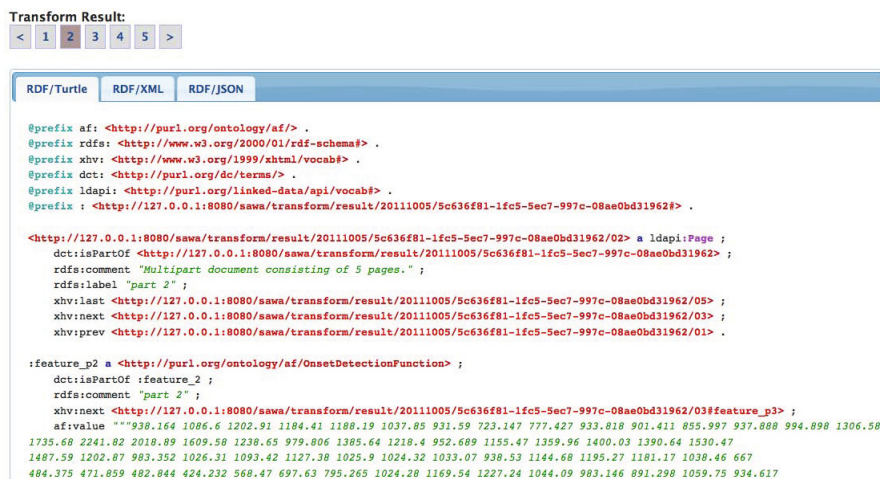 Transform Result:
< 1 2 3 4 5 >
RDF/Turtle RDF/XML RDF/JSON
@prefix af: <http://purl.org/ontology/af/> .
@prefix rdfs: <http://www.w3.org/2000/01/rdf-schema#> .
@prefix xhv: <http://www.w3.org/1999/xhtml/vocab#> .
@prefix dct: <http://purl.org/dc/terms/> .
@prefix ldapi: <http://purl.org/linked-data/api/vocab#> .
@prefix : <http://127.0.0.1:8080/sawa/transform/result/20111005/5c636f81-1fc5-5ec7-997c-08ae0bd31962#> .
<http://127.0.0.1:8080/sawa/transform/result/20111005/5c636f81-1fc5-5ec7-997c-08ae0bd31962/02> a ldapi:Page ;
dct:isPartOf <http://127.0.0.1:8080/sawa/transform/result/20111005/5c636f81-1fc5-5ec7-997c-08ae0bd31962> ;
rdfs:comment "Multipart document consisting of 5 pages." ;
rdfs:label "part 2" ;
xhv:last <http://127.0.0.1:8080/sawa/transform/result/20111005/5c636f81-1fc5-5ec7-997c-08ae0bd31962/05> ;
xhv:next <http://127.0.0.1:8080/sawa/transform/result/20111005/5c636f81-1fc5-5ec7-997c-08ae0bd31962/03> ;
xhv:prev <http://127.0.0.1:8080/sawa/transform/result/20111005/5c636f81-1fc5-5ec7-997c-08ae0bd31962/01> .
:feature_p2 a <http://purl.org/ontology/af/OnsetDetectionFunction> ;
dct:isPartOf :feature_2 ;
rdfs:comment "part 2" ;
xhv:next <http://127.0.0.1:8080/sawa/transform/result/20111005/5c636f81-1fc5-5ec7-997c-08ae0bd31962/03#feature_p3> ;
af:value """938.164 1086.6 1202.91 1184.41 1188.19 1037.85 931.59 723.147 777.427 933.818 901.411 855.997 937.888 994.898 1306.58
1735.68 2241.82 2018.89 1609.58 1238.65 979.806 1385.64 1218.4 952.689 1155.47 1359.96 1400.03 1390.64 1530.47
1487.59 1202.87 983.352 1026.31 1093.42 1127.38 1025.9 1024.32 1033.07 938.53 1144.68 1195.27 1181.17 1038.46 667
484.375 471.859 482.844 424.232 568.47 697.63 795.265 1024.28 1169.54 1227.24 1044.09 983.146 891.298 1059.75 934.617